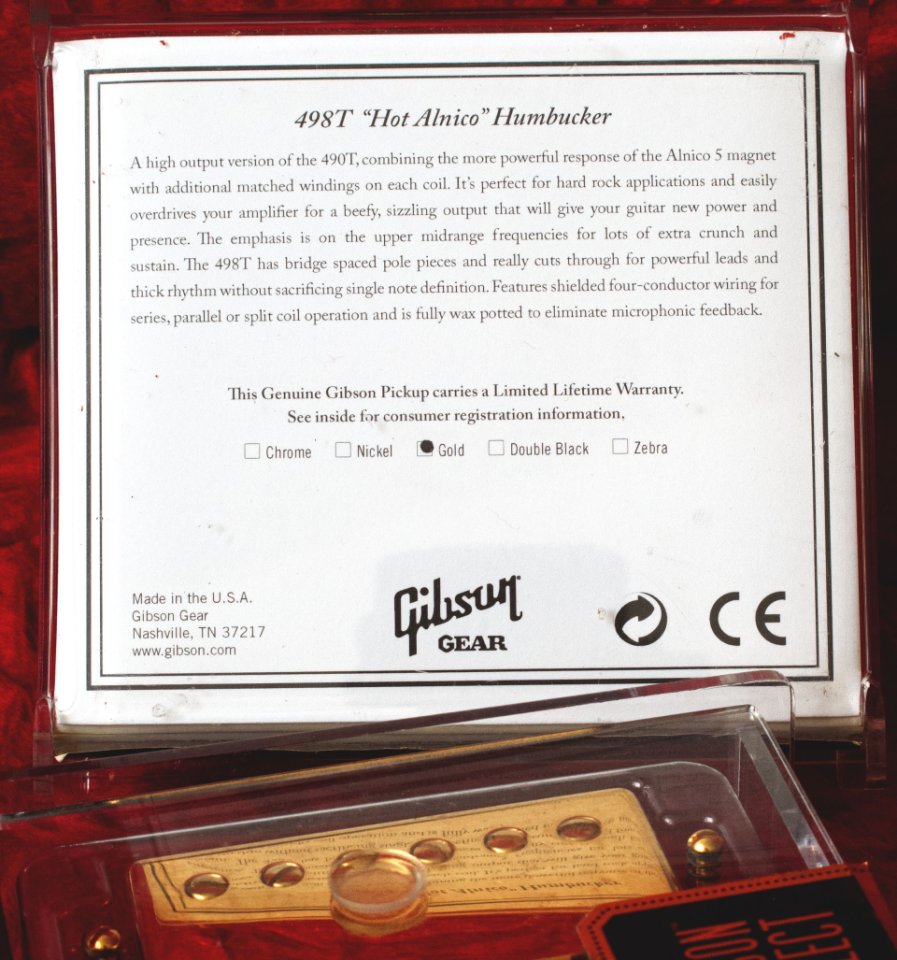 498T “Hot Alnico” Humbucker
A high output version of the 490T, combining the more powerful response of the Alnico 5 magnet
with additional matched windings on each coil. It’s perfect for hard rock applications and easily
overdrives your amplifier for a beefy, sizzling output that will give your guitar new power and
presence. The emphasis is on the upper midrange frequencies for lots of extra crunch and
sustain. The 498T has bridge spaced pole pieces and really cuts through for powerful leads and
thick rhythm without sacrificing single note definition. Features shielded four-conductor wiring for
series, parallel or split coil operation and is fully wax potted to eliminate microphonic feedback.
This Genuine Gibson Pickup carries a Limited Lifetime Warranty.
See inside for consumer registration information.
Chrome Nickel Gold Double Black Zebra
Made in the U.S.A.
Gibson Gear
Nashville, TN 37217
www.gibson.com
Gibson
GEAR
CE